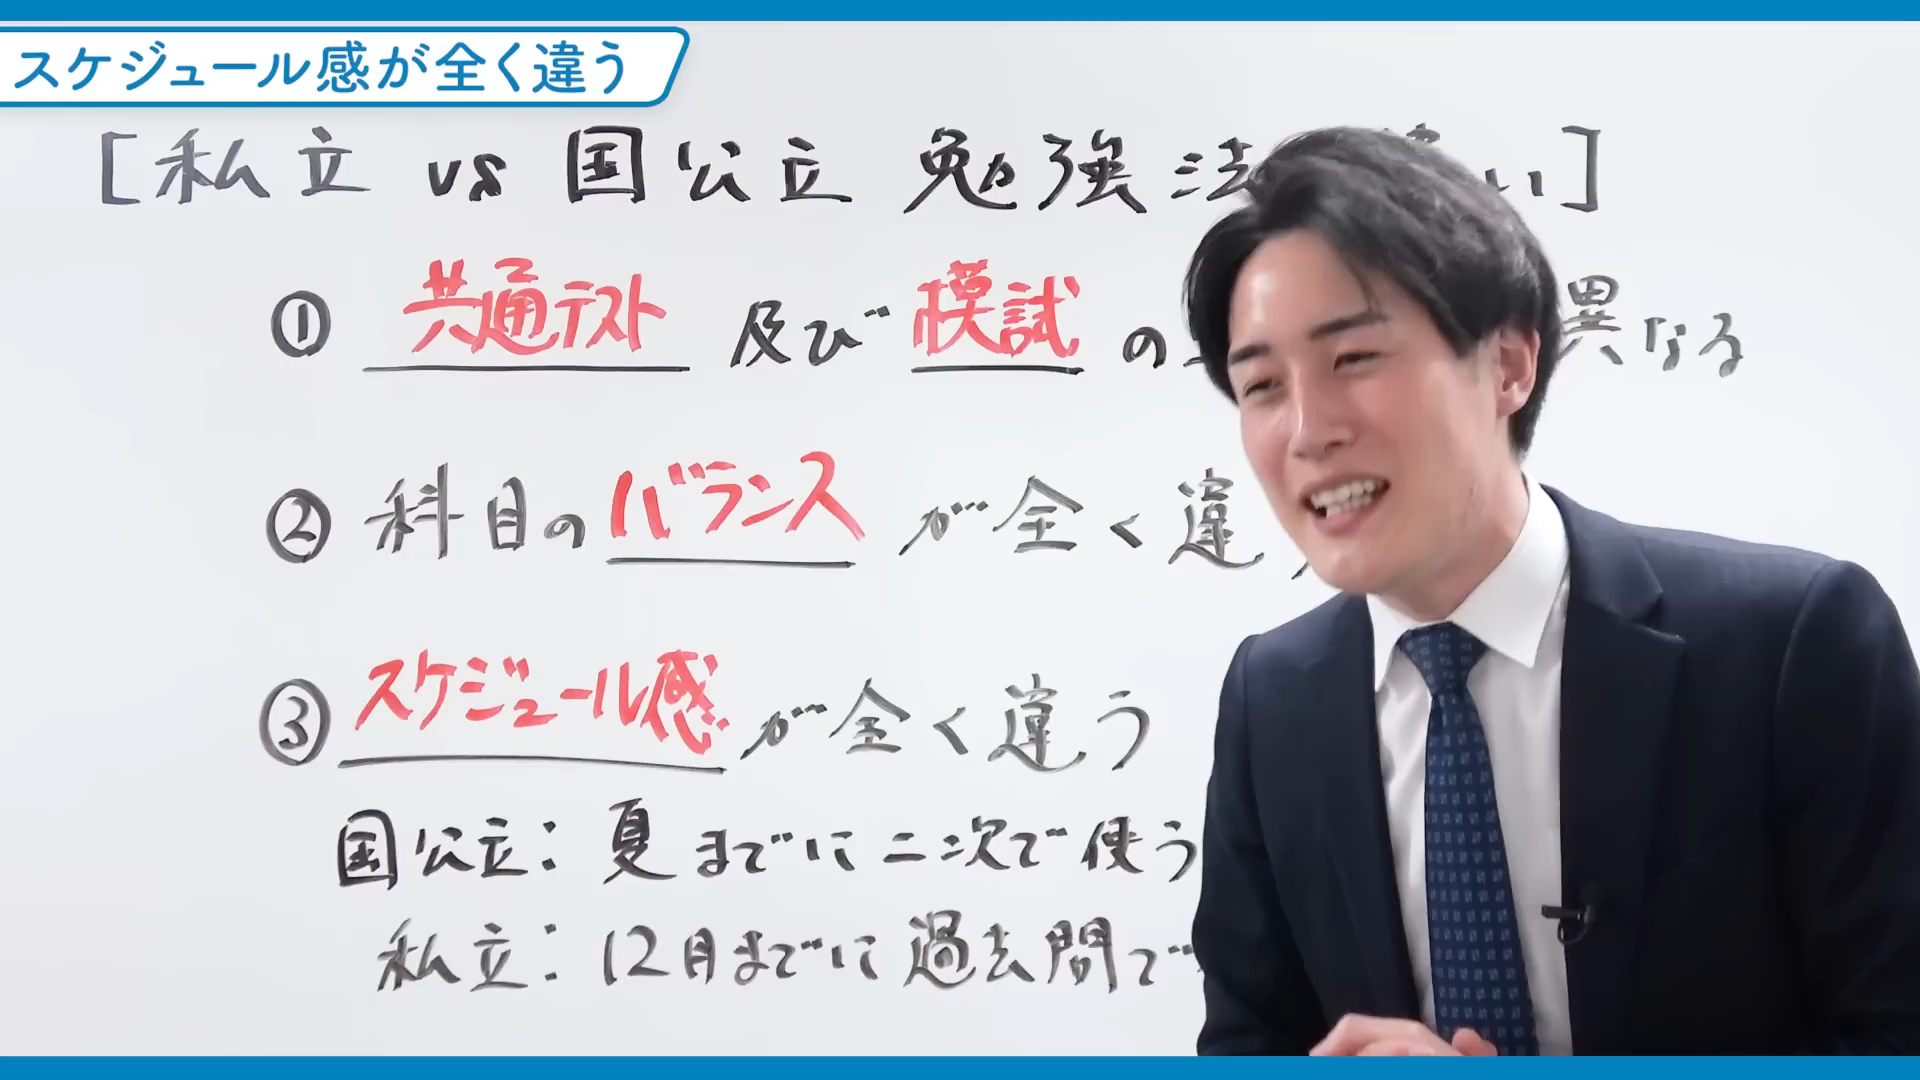 スケジュール感が全く違う
[私立 vs 国公立 勉強法 い]
① 共通テスト 及び 模試 の 異なる
② 科目の バランス が全く違
③ スケジュール感 が全く違う
国公立: 夏までに二次で使う
私立: 12月までに過去問で